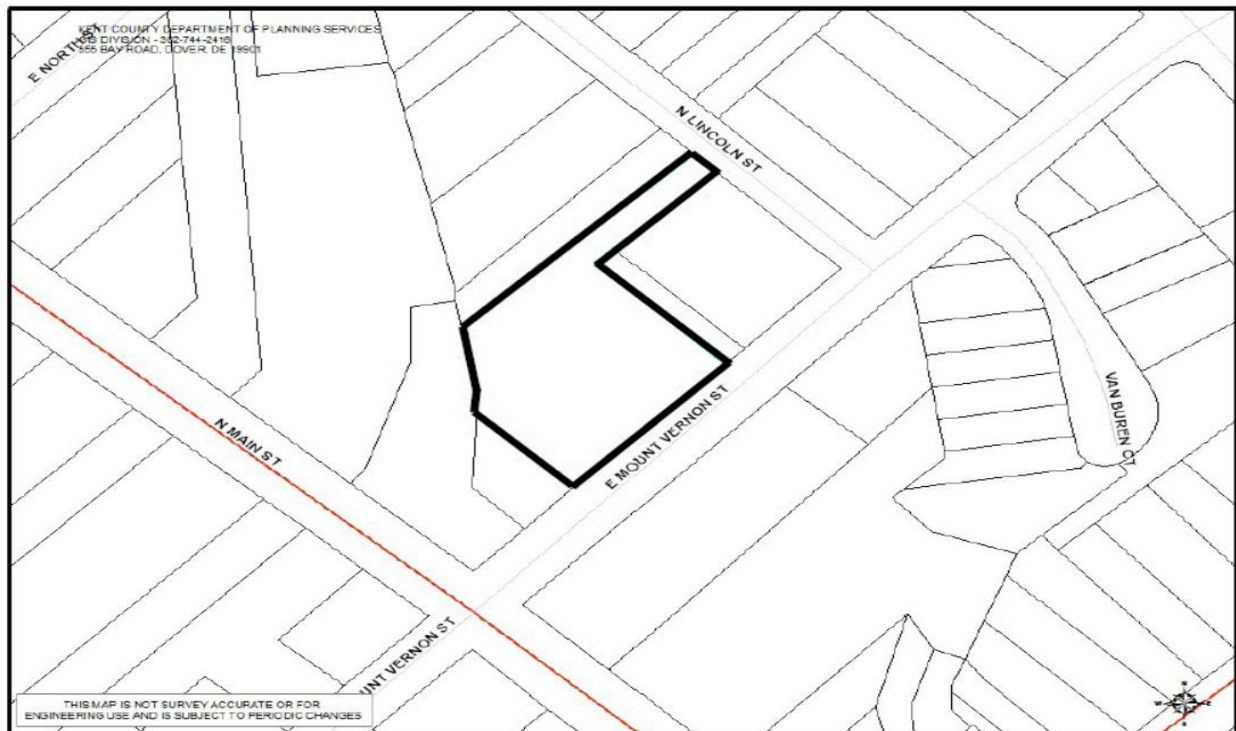 KENT COUNTY DEPARTMENT OF PLANNING SERVICES
GIS DIVISION - 302-744-2416
555 BAY ROAD, DOVER, DE 19901
E NORTH ST
N LINCOLN ST
VAN BUREN CT
N MAIN ST
E MOUNT VERNON ST
UNT VERNON ST
THIS MAP IS NOT SURVEY ACCURATE OR FOR
ENGINEERING USE AND IS SUBJECT TO PERIODIC CHANGES
N
W E
S